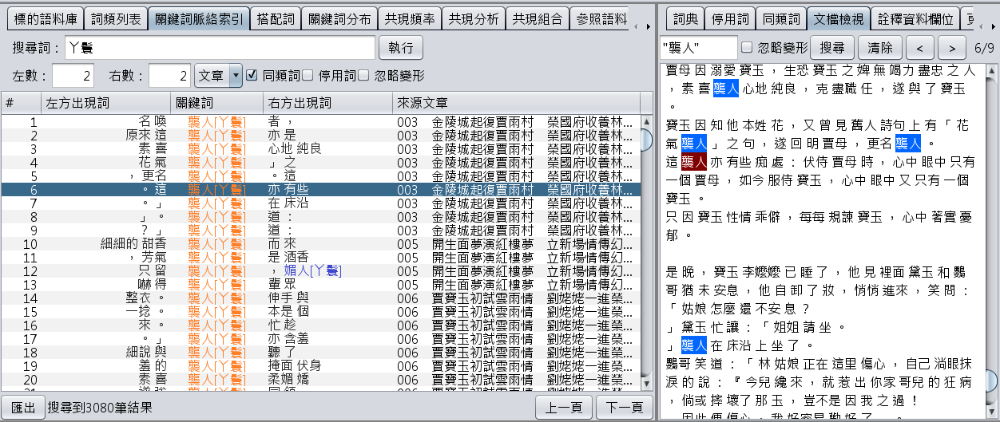 標的語料庫 詞頻列表 關鍵詞脈絡索引 搭配詞 關鍵詞分布 共現頻率 共現分析 共現組合 參照語料
搜尋詞： 丫鬟 執行
左數： 2 右數： 2 文章 同類詞 停用詞 忽略變形
# 左方出現詞 關鍵詞 右方出現詞 來源文章
1 名 喚 襲人[丫鬟] 者 ， 003 金陵城起復賈雨村 榮國府收養林...
2 原來 這 襲人[丫鬟] 亦 是 003 金陵城起復賈雨村 榮國府收養林...
3 素 喜 襲人[丫鬟] 心地 純良 003 金陵城起復賈雨村 榮國府收養林...
4 花 氣 襲人[丫鬟] 」 之 003 金陵城起復賈雨村 榮國府收養林...
5 ， 更名 襲人[丫鬟] 。 這 003 金陵城起復賈雨村 榮國府收養林...
6 。 這 襲人[丫鬟] 亦 有些 003 金陵城起復賈雨村 榮國府收養林...
7 。 」 襲人[丫鬟] 在 床沿 003 金陵城起復賈雨村 榮國府收養林...
8 」 。 襲人[丫鬟] 道 ： 003 金陵城起復賈雨村 榮國府收養林...
9 ？ 」 襲人[丫鬟] 道 ： 003 金陵城起復賈雨村 榮國府收養林...
10 細細的 甜香 襲人[丫鬟] 而 來 005 開生面夢演紅樓夢 立新場情傳幻...
11 ， 芳氣 襲人[丫鬟] 是 酒香 005 開生面夢演紅樓夢 立新場情傳幻...
12 只 留 襲人[丫鬟] ， 媚人[丫鬟] 005 開生面夢演紅樓夢 立新場情傳幻...
13 嚇 得 襲人[丫鬟] 輩 眾 005 開生面夢演紅樓夢 立新場情傳幻...
14 整衣 。 襲人[丫鬟] 伸手 與 006 賈寶玉初試雲雨情 劉姥姥一進榮...
15 一捻 。 襲人[丫鬟] 本是 個 006 賈寶玉初試雲雨情 劉姥姥一進榮...
16 來 。 襲人[丫鬟] 忙 趁 006 賈寶玉初試雲雨情 劉姥姥一進榮...
17 。 」 襲人[丫鬟] 亦 含羞 006 賈寶玉初試雲雨情 劉姥姥一進榮...
18 細說 與 襲人[丫鬟] 聽 了 006 賈寶玉初試雲雨情 劉姥姥一進榮...
19 羞 的 襲人[丫鬟] 掩面 伏身 006 賈寶玉初試雲雨情 劉姥姥一進榮...
20 素 喜 襲人[丫鬟] 柔媚 嬌 006 賈寶玉初試雲雨情 劉姥姥一進榮...
匯出 搜尋到3080筆結果 上一頁 下一頁
詞典 停用詞 同類詞 文檔檢視 詮釋資料欄位
"襲人" 忽略變形 搜尋 清除 < > 6/9
賈母 因 溺愛 寶玉 ， 生恐 寶玉 之 婢 無 竭力 盡忠 之 人
， 素 喜 襲人 心地 純良 ， 克 盡職 任 ， 遂 與 了 寶玉
。
寶玉 因 知 他 本姓 花 ， 又 曾 見 舊人 詩句 上 有 「 花
氣 襲人 」 之 句 ， 遂 回 明 賈母 ， 更名 襲人 。
這 襲人 亦 有些 痴 處 ： 伏侍 賈母 時 ， 心中 眼中 只有
一個 賈母 ， 如今 服侍 寶玉 ， 心中 眼中 又 只有 一個
寶玉 。
只 因 寶玉 性情 乖僻 ， 每每 規諫 寶玉 ， 心中 著實 憂
郁 。
是 晚 ， 寶玉 李嬤嬤 已 睡 了 ， 他 見 裡面 黛玉 和 鸚
哥 猶 未 安息 ， 他 自 卸 了 妝 ， 悄悄 進來 ， 笑 問 ：
「 姑娘 怎麼 還 不 安息 ？
」 黛玉 忙 讓 ： 「 姐姐 請 坐 。
」 襲人 在 床沿 上 坐 了 。
鸚哥 笑 道 ： 「 林 姑娘 正在 這里 傷心 ， 自己 淌眼抹
淚 的 說 ： 『 今兒 纔 來 ， 就 惹 出 你家 哥兒 的 狂 病
， 倘或 摔 壞了 那 玉 ， 豈不是 因 我 之 過 ！